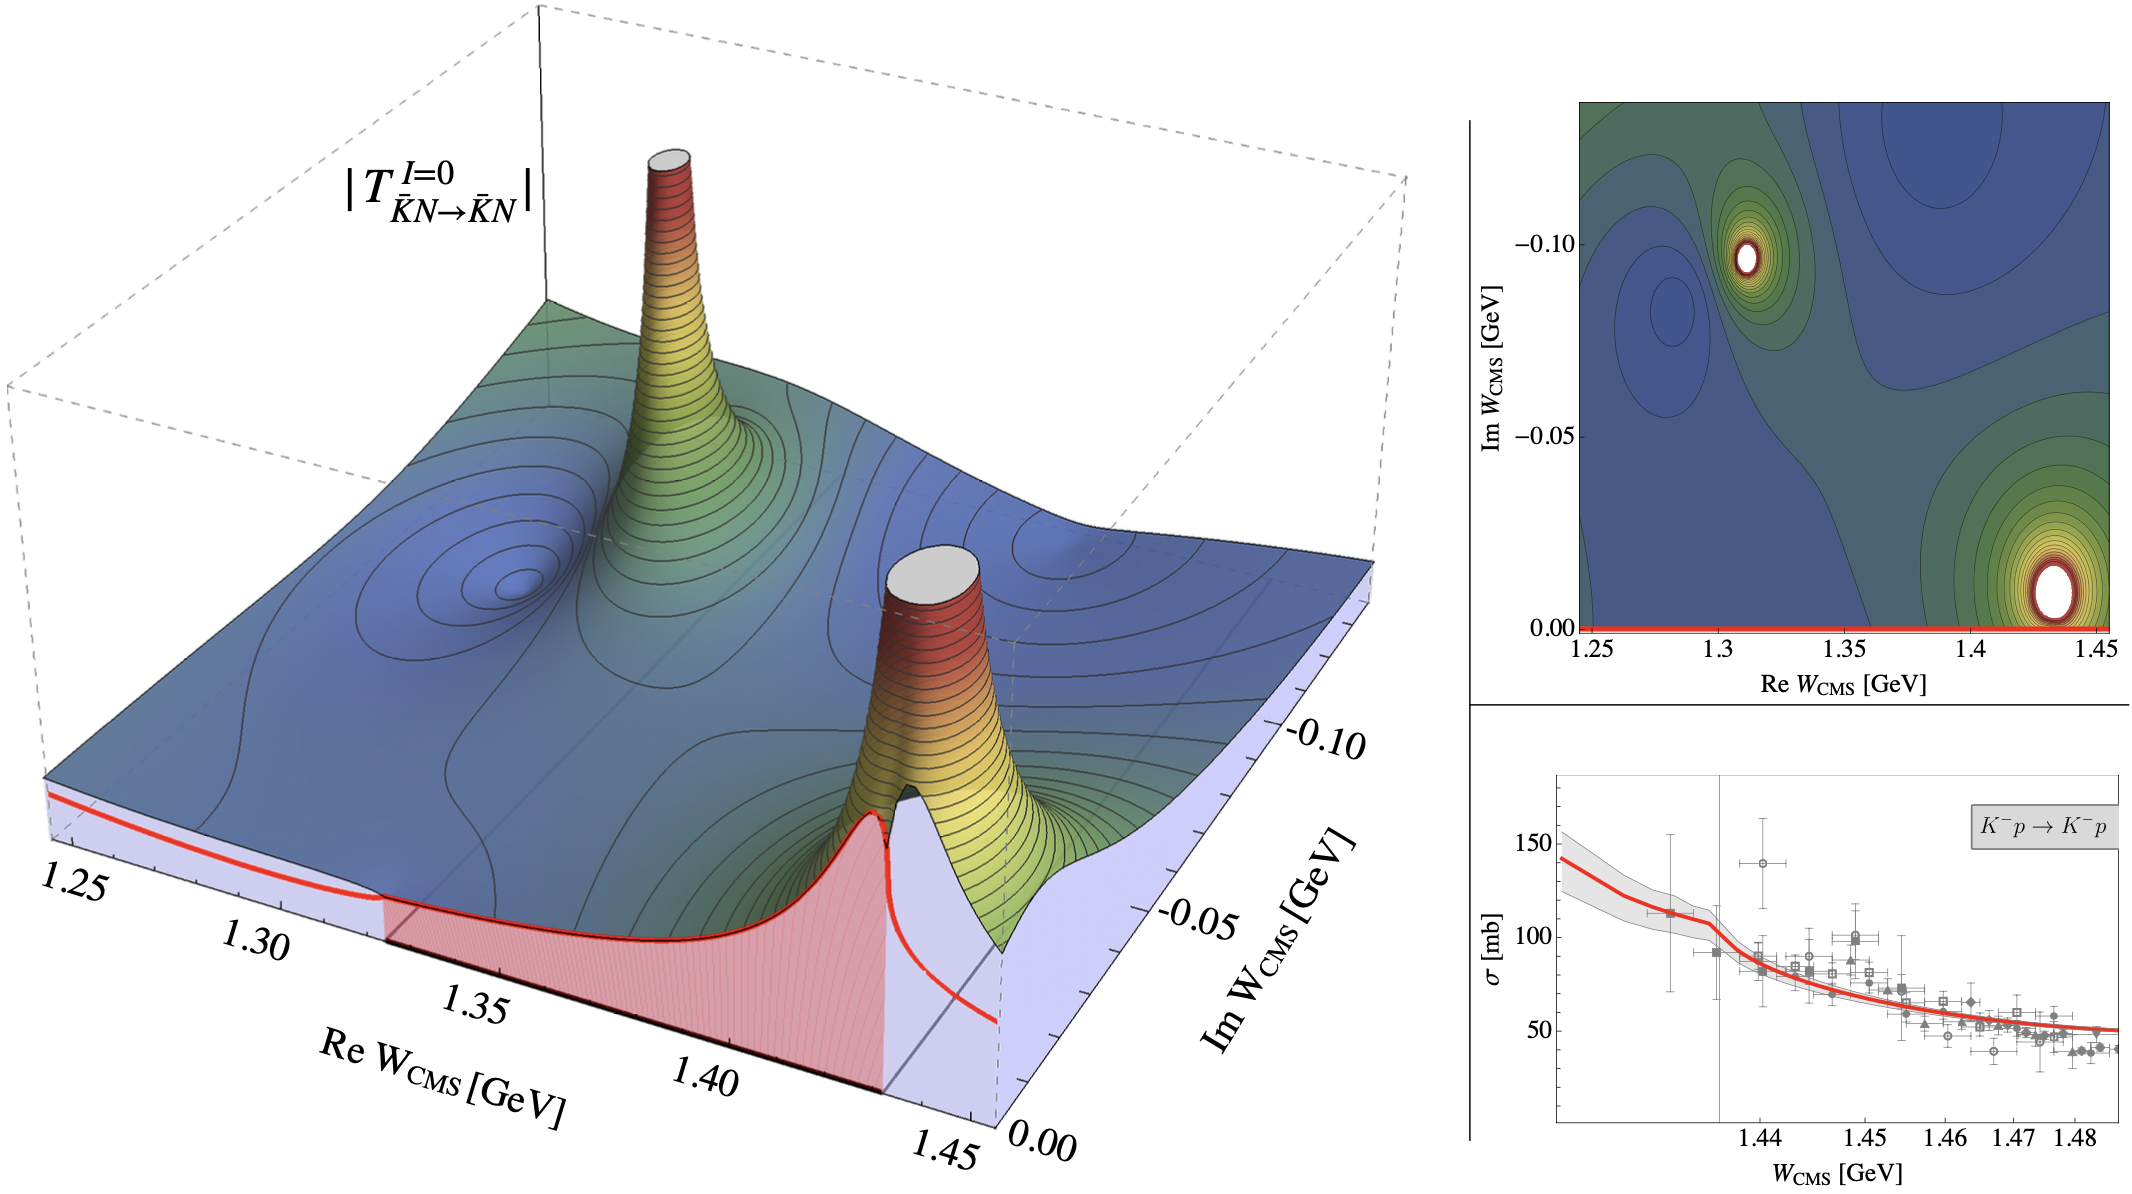 |T^{I=0}_{K̄N→K̄N}|
1.25
1.30
1.35
1.40
1.45
Re W_CMS [GeV]
0.00
-0.05
-0.10
Im W_CMS [GeV]
−0.10
−0.05
0.00
Im W_CMS [GeV]
1.25 1.3 1.35 1.4 1.45
Re W_CMS [GeV]
K⁻p → K⁻p
150
100
50
σ [mb]
1.44 1.45 1.46 1.47 1.48
W_CMS [GeV]